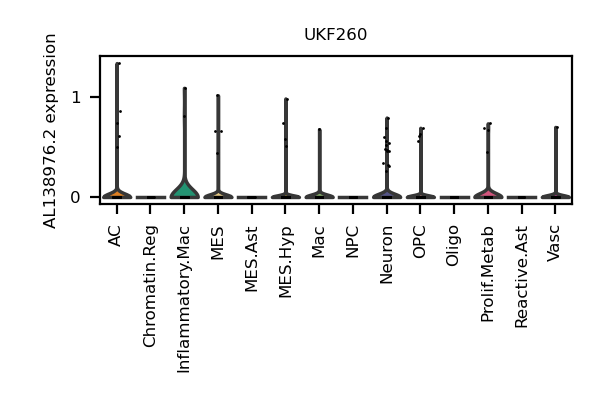 UKF260
AL138976.2 expression
1
0
AC
Chromatin.Reg
Inflammatory.Mac
MES
MES.Ast
MES.Hyp
Mac
NPC
Neuron
OPC
Oligo
Prolif.Metab
Reactive.Ast
Vasc